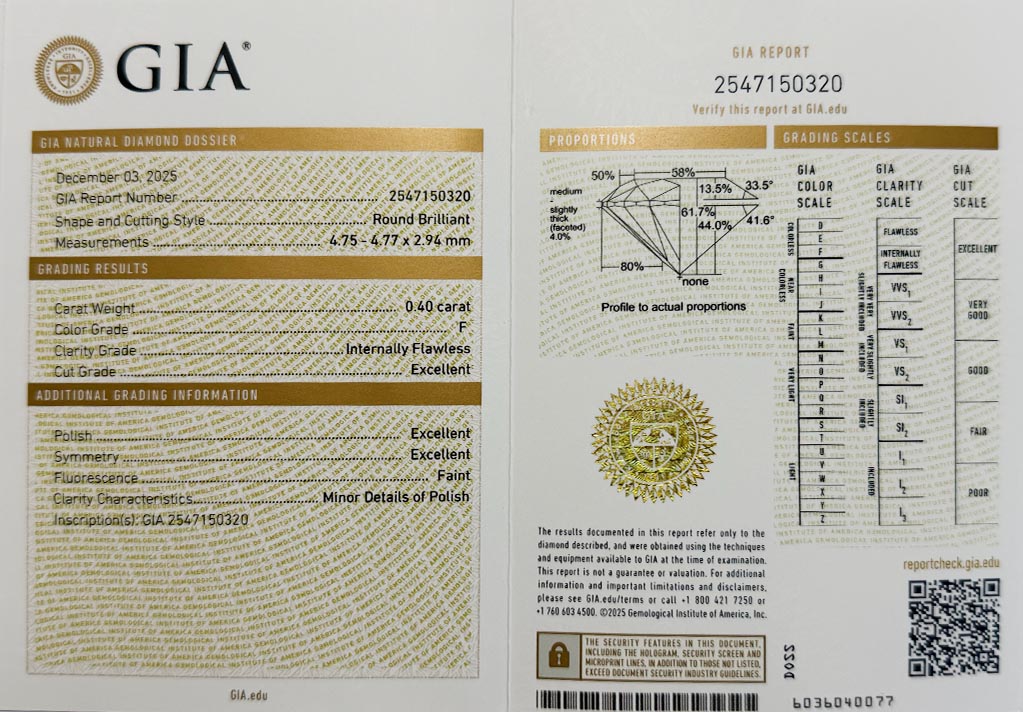 GIA®
GIA NATURAL DIAMOND DOSSIER®
December 03, 2025
GIA Report Number 2547150320
Shape and Cutting Style Round Brilliant
Measurements 4.75 - 4.77 x 2.94 mm
GRADING RESULTS
Carat Weight 0.40 carat
Color Grade F
Clarity Grade Internally Flawless
Cut Grade Excellent
ADDITIONAL GRADING INFORMATION
Polish Excellent
Symmetry Excellent
Fluorescence Faint
Clarity Characteristics Minor Details of Polish
Inscription(s): GIA 2547150320
GIA.edu
GIA REPORT
2547150320
Verify this report at GIA.edu
PROPORTIONS
50%
58%
medium
-
slightly
thick
(faceted)
4.0%
13.5%
33.5°
61.7%
44.0%
41.6°
80%
none
Profile to actual proportions
GRADING SCALES
GIA
COLOR
SCALE
COLORLESS
D
E
F
NEAR
COLORLESS
G
H
I
J
FAINT
K
L
M
VERY LIGHT
N
O
P
Q
R
LIGHT
S
T
U
V
W
X
Y
Z
GIA
CLARITY
SCALE
FLAWLESS
INTERNALLY
FLAWLESS
VERY VERY
SLIGHTLY INCLUDED
VVS1
VVS2
VERY SLIGHTLY
INCLUDED
VS1
VS2
SLIGHTLY
INCLUDED
SI1
SI2
INCLUDED
I1
I2
I3
GIA
CUT
SCALE
EXCELLENT
VERY
GOOD
GOOD
FAIR
POOR
The results documented in this report refer only to the
diamond described, and were obtained using the techniques
and equipment available to GIA at the time of examination.
This report is not a guarantee or valuation. For additional
information and important limitations and disclaimers,
please see GIA.edu/terms or call +1 800 421 7250 or
+1 760 603 4500. ©2025 Gemological Institute of America, Inc.
THE SECURITY FEATURES IN THIS DOCUMENT,
INCLUDING THE HOLOGRAM, SECURITY SCREEN AND
MICROPRINT LINES, IN ADDITION TO THOSE NOT LISTED,
EXCEED DOCUMENT SECURITY INDUSTRY GUIDELINES.
reportcheck.gia.edu
DO22
6036040077